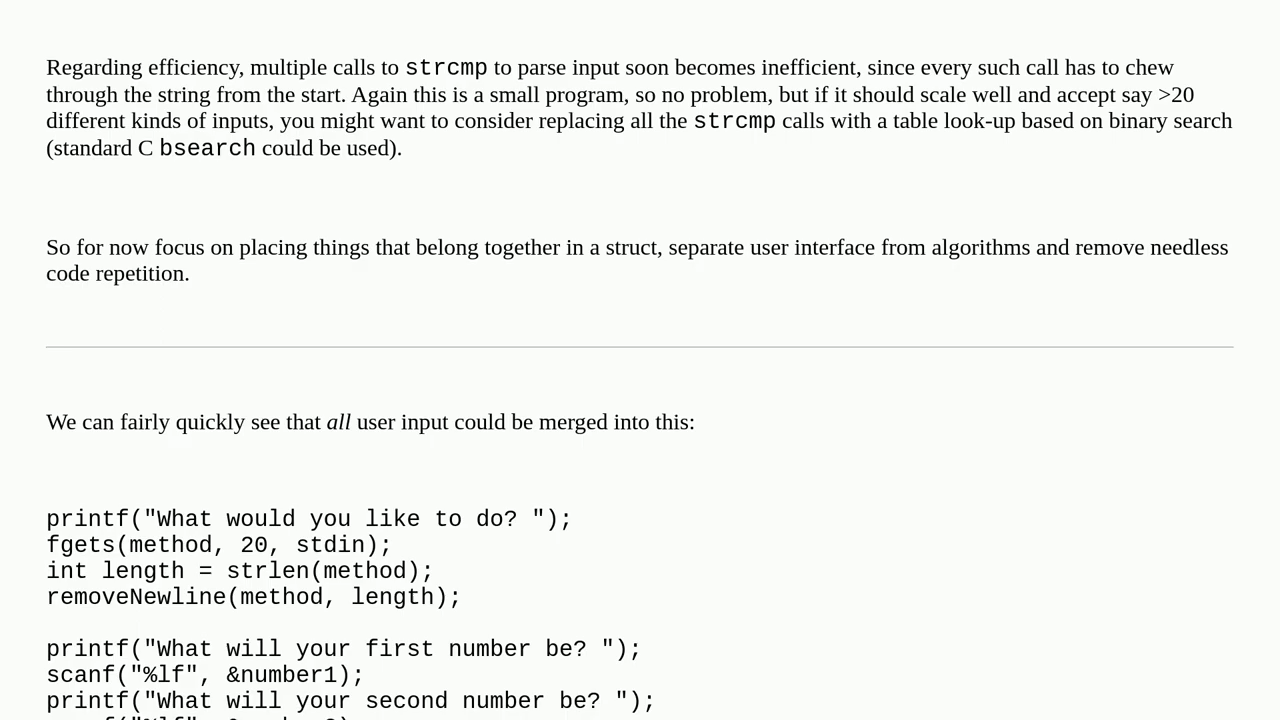 Regarding efficiency, multiple calls to strcmp to parse input soon becomes inefficient, since every such call has to chew
through the string from the start. Again this is a small program, so no problem, but if it should scale well and accept say >20
different kinds of inputs, you might want to consider replacing all the strcmp calls with a table look-up based on binary search
(standard C bsearch could be used).
So for now focus on placing things that belong together in a struct, separate user interface from algorithms and remove needless
code repetition.
We can fairly quickly see that all user input could be merged into this:
printf("What would you like to do? ");
fgets(method, 20, stdin);
int length = strlen(method);
removeNewline(method, length);
printf("What will your first number be? ");
scanf("%lf", &number1);
printf("What will your second number be? ");